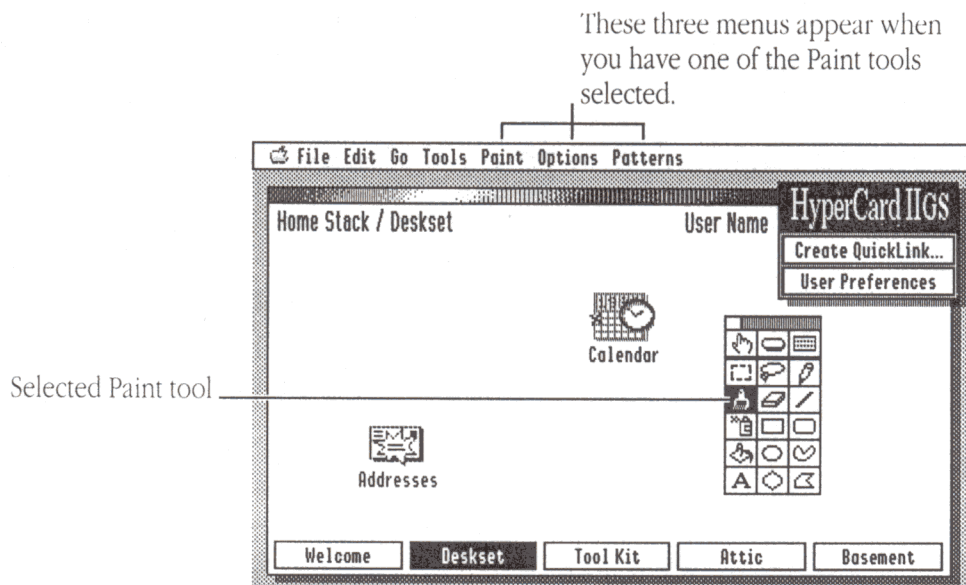 These three menus appear when
you have one of the Paint tools
selected.
File Edit Go Tools Paint Options Patterns
HyperCard IIGS
Home Stack / Deskset User Name
Create QuickLink...
User Preferences
Calendar
Selected Paint tool
A
Addresses
Welcome Deskset Tool Kit Attic Basement